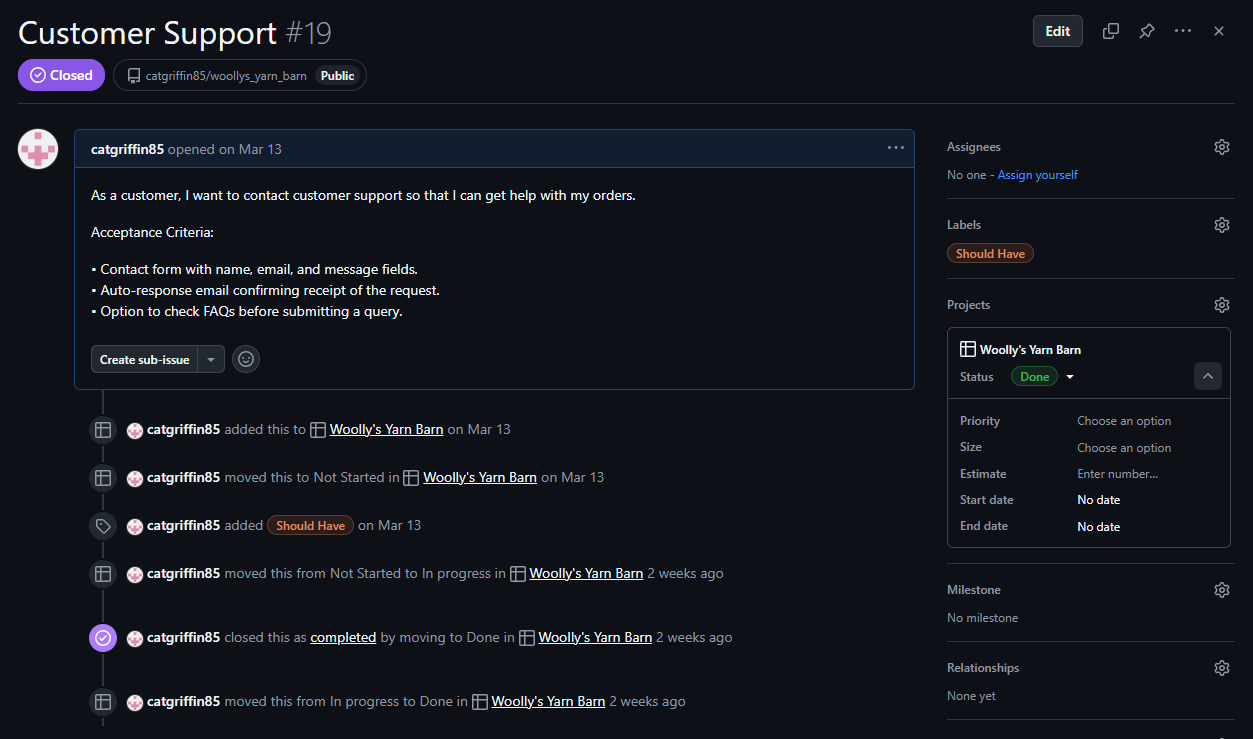 Customer Support #19
Edit
Closed
catgriffin85/woollys_yarn_barn Public
catgriffin85 opened on Mar 13
As a customer, I want to contact customer support so that I can get help with my orders.
Acceptance Criteria:
• Contact form with name, email, and message fields.
• Auto-response email confirming receipt of the request.
• Option to check FAQs before submitting a query.
Create sub-issue
catgriffin85 added this to Woolly's Yarn Barn on Mar 13
catgriffin85 moved this to Not Started in Woolly's Yarn Barn on Mar 13
catgriffin85 added Should Have on Mar 13
catgriffin85 moved this from Not Started to In progress in Woolly's Yarn Barn 2 weeks ago
catgriffin85 closed this as completed by moving to Done in Woolly's Yarn Barn 2 weeks ago
catgriffin85 moved this from In progress to Done in Woolly's Yarn Barn 2 weeks ago
Assignees
No one - Assign yourself
Labels
Should Have
Projects
Woolly's Yarn Barn
Status Done
Priority Choose an option
Size Choose an option
Estimate Enter number...
Start date No date
End date No date
Milestone
No milestone
Relationships
None yet